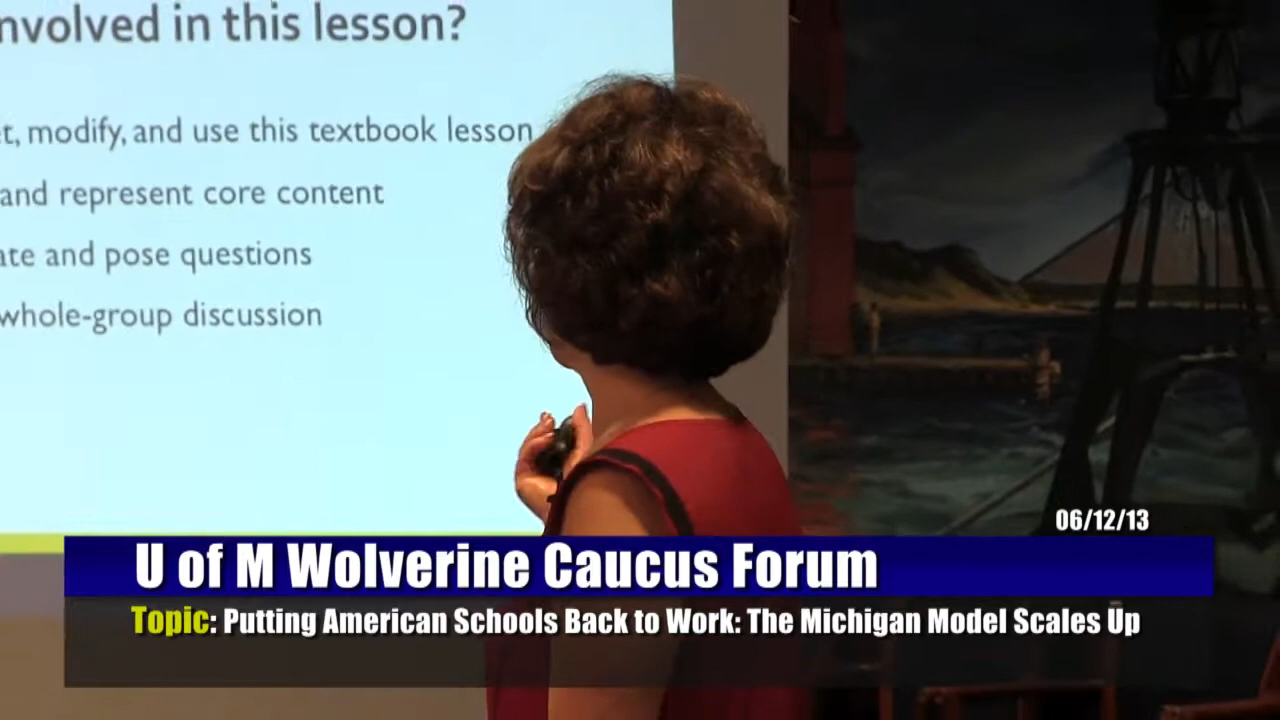 nvolved in this lesson?
t, modify, and use this textbook lesson
and represent core content
ate and pose questions
whole-group discussion
06/12/13
U of M Wolverine Caucus Forum
Topic: Putting American Schools Back to Work: The Michigan Model Scales Up